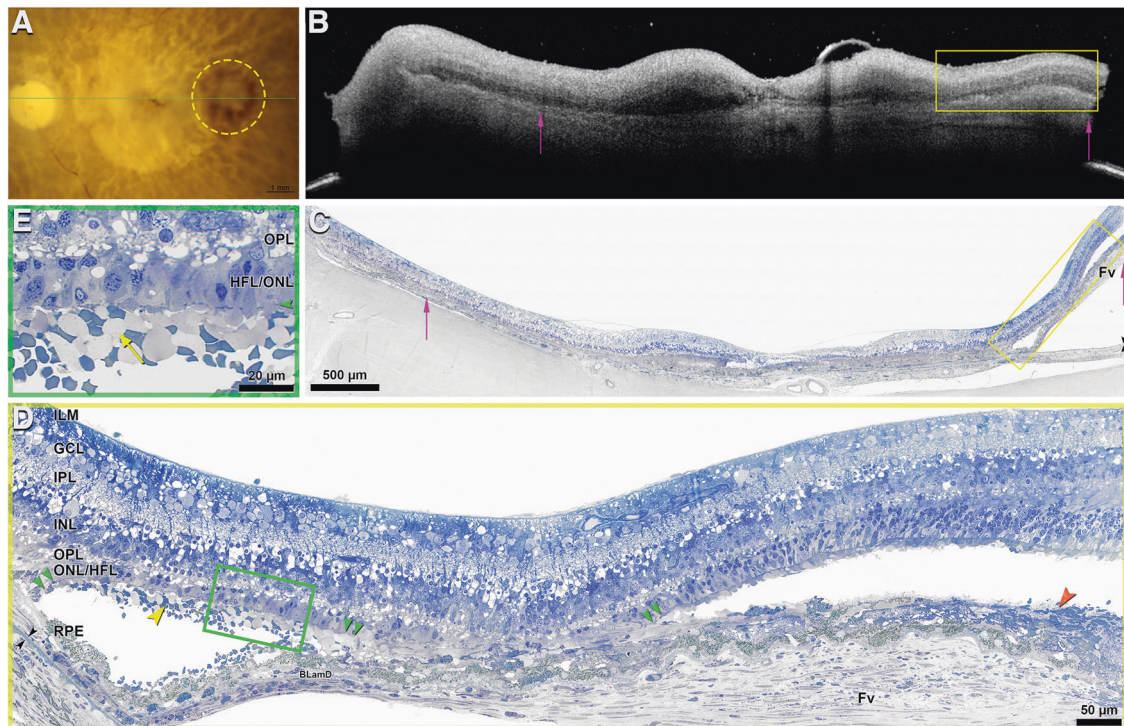 A
1 mm
B
E
OPL
HFL/ONL
20 µm
C
Fv
500 µm
D
ILM
GCL
IPL
INL
OPL
ONL/HFL
RPE
BLamD
Fv
50 µm